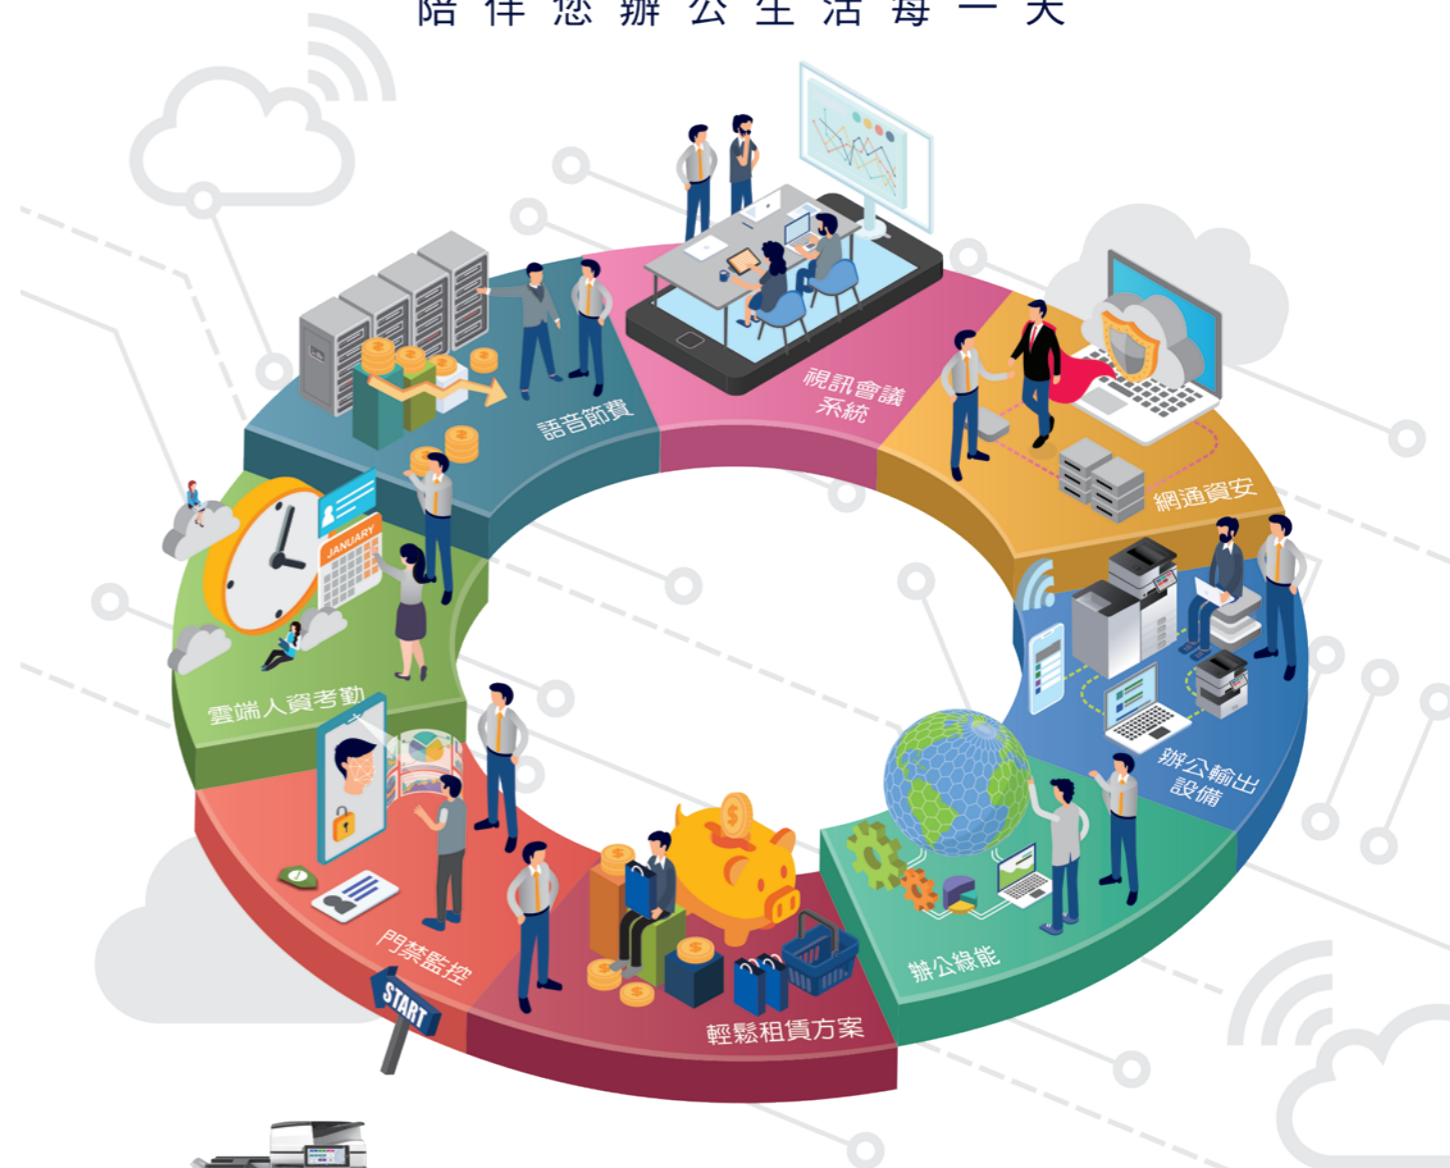 陪伴您辦公生活每一天
視訊會議
系統
語音節費
網通資安
JANUARY
雲端人資考勤
辦公輸出
設備
門禁監控
辦公綠能
START
輕鬆租賃方案